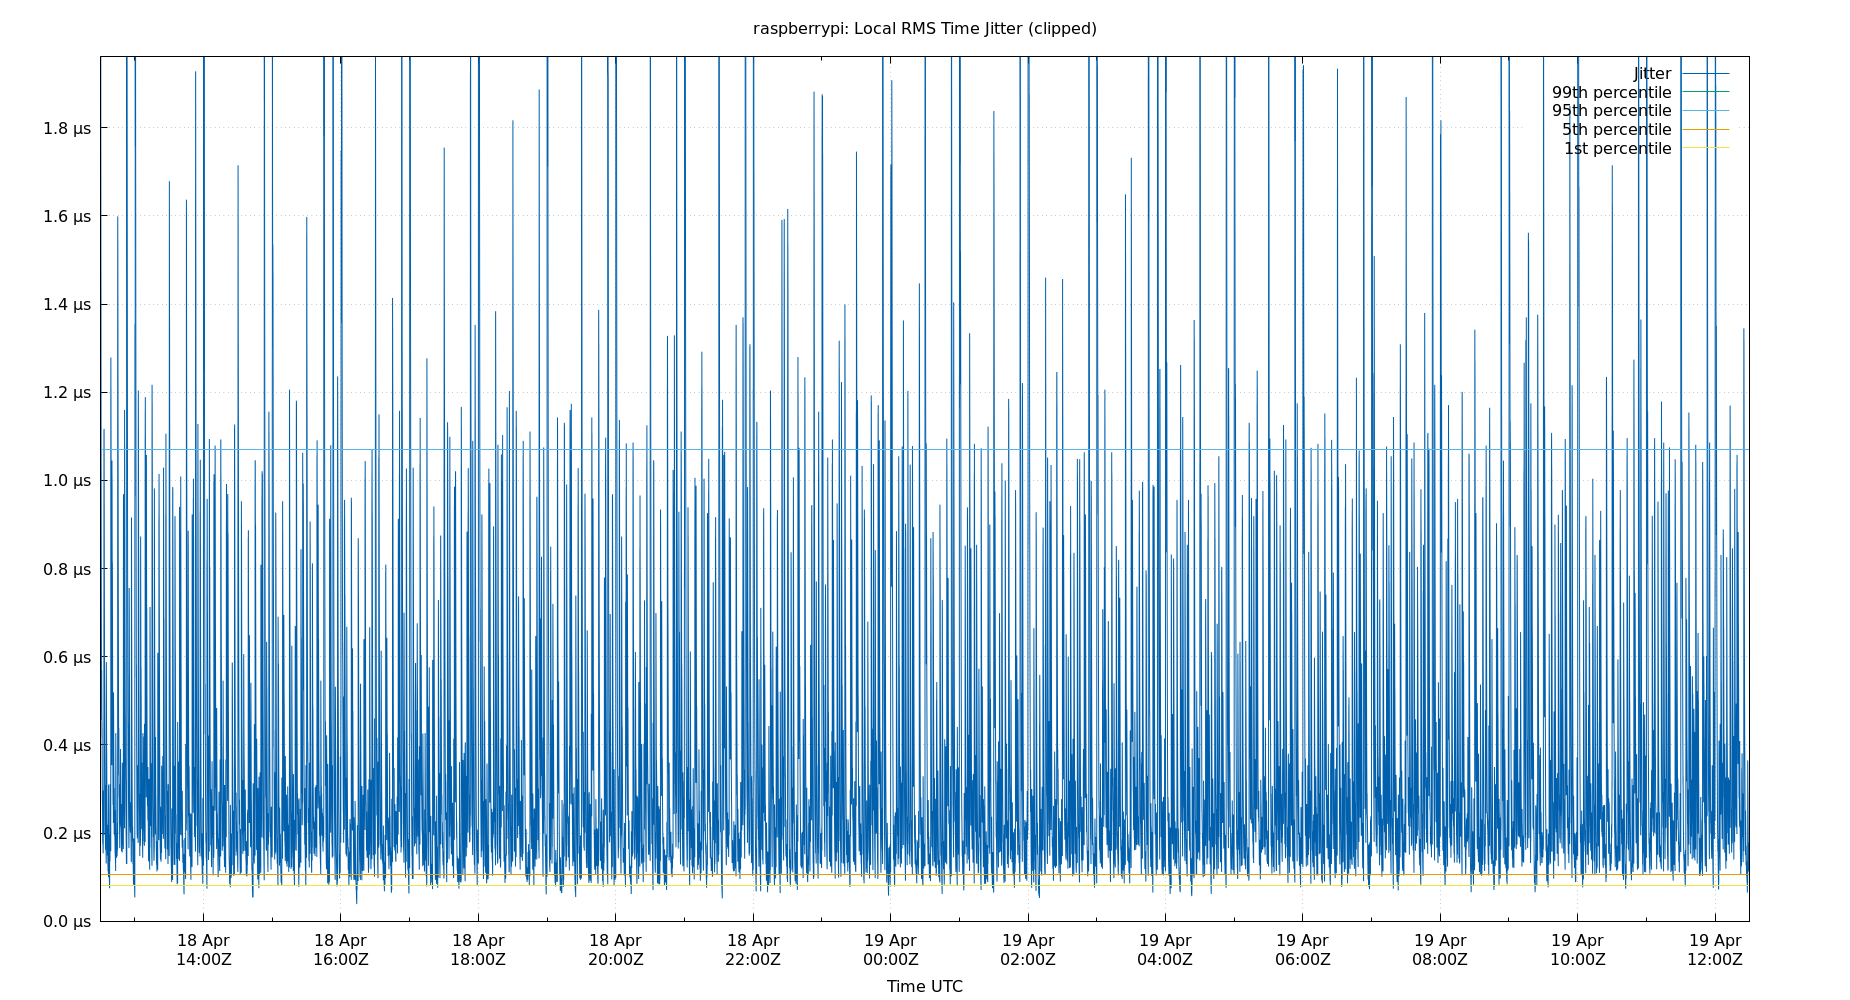 raspberrypi: Local RMS Time Jitter (clipped)
Jitter
99th percentile
95th percentile
5th percentile
1st percentile
1.8 µs
1.6 µs
1.4 µs
1.2 µs
1.0 µs
0.8 µs
0.6 µs
0.4 µs
0.2 µs
0.0 µs
18 Apr 18 Apr 18 Apr 18 Apr 18 Apr 19 Apr 19 Apr 19 Apr 19 Apr 19 Apr 19 Apr 19 Apr
14:00Z 16:00Z 18:00Z 20:00Z 22:00Z 00:00Z 02:00Z 04:00Z 06:00Z 08:00Z 10:00Z 12:00Z
Time UTC